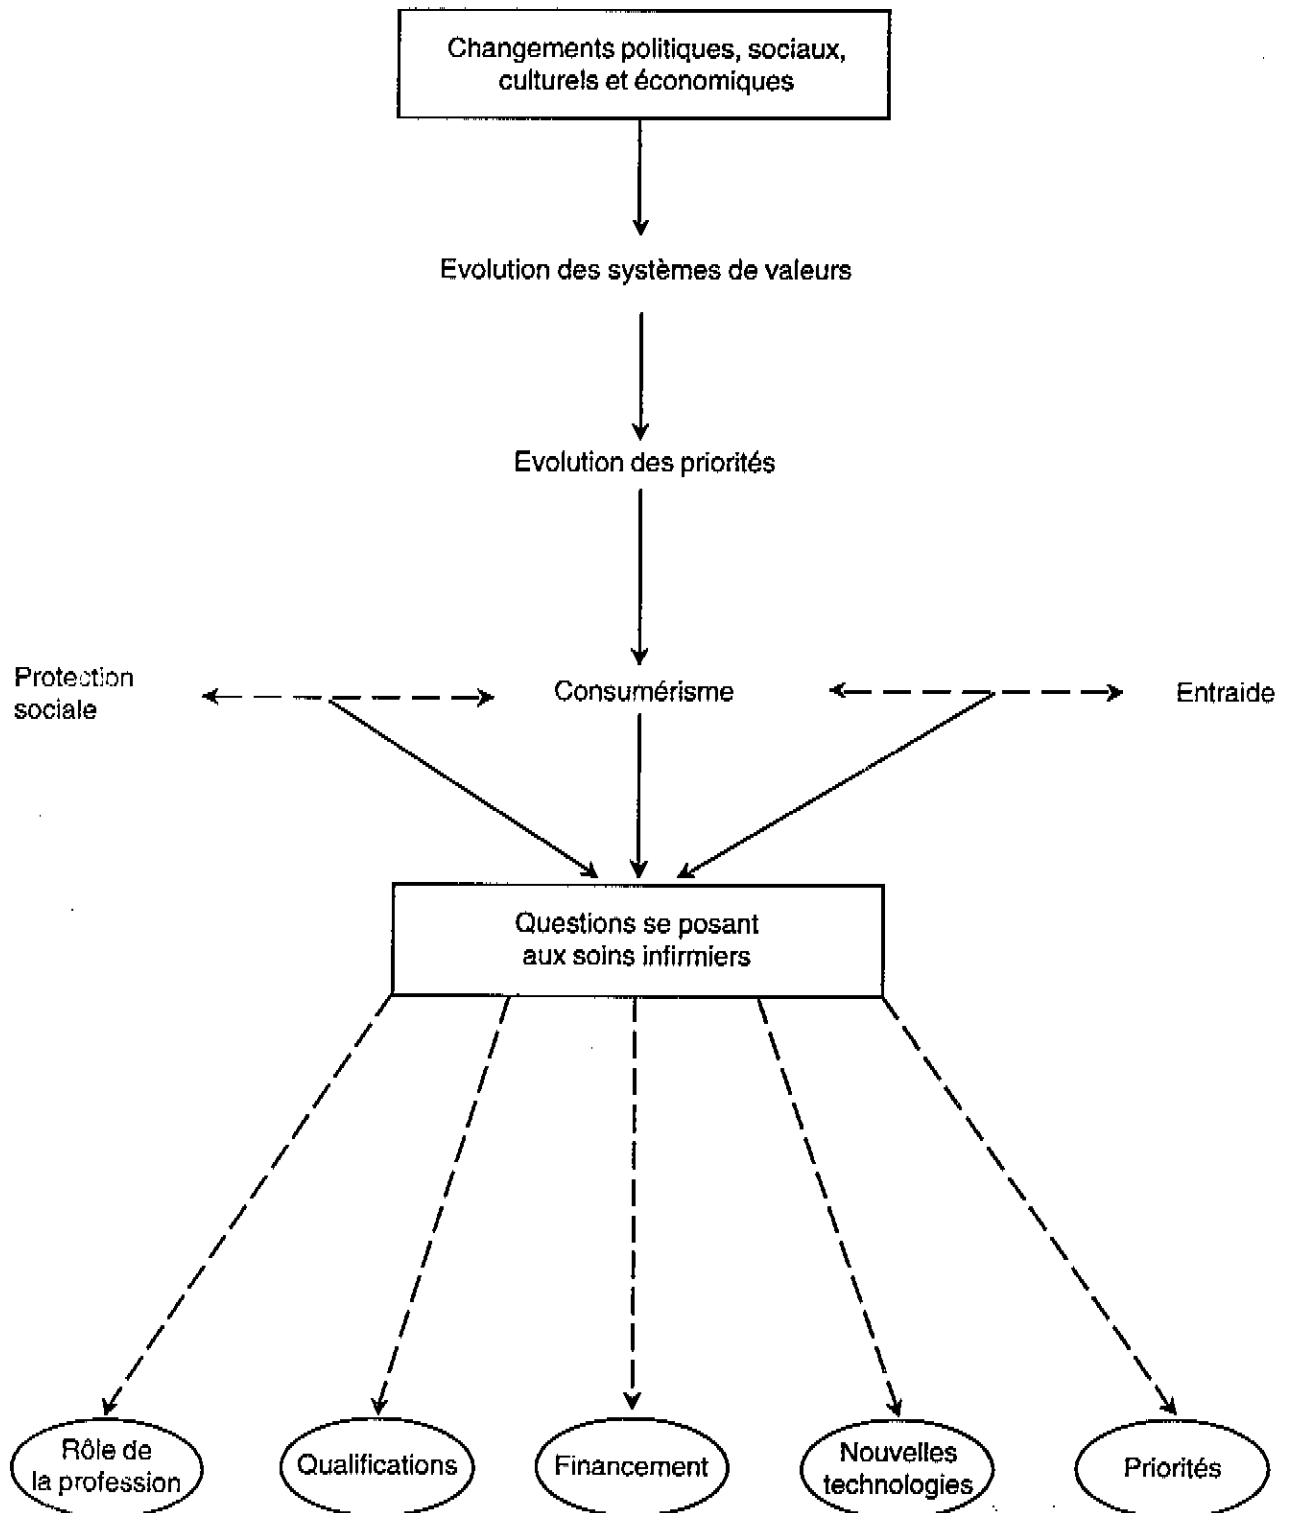 Changements politiques, sociaux,
culturels et économiques
Evolution des systèmes de valeurs
Evolution des priorités
Protection
sociale
Consumérisme
Entraide
Questions se posant
aux soins infirmiers
Rôle de
la profession
Qualifications
Financement
Nouvelles
technologies
Priorités